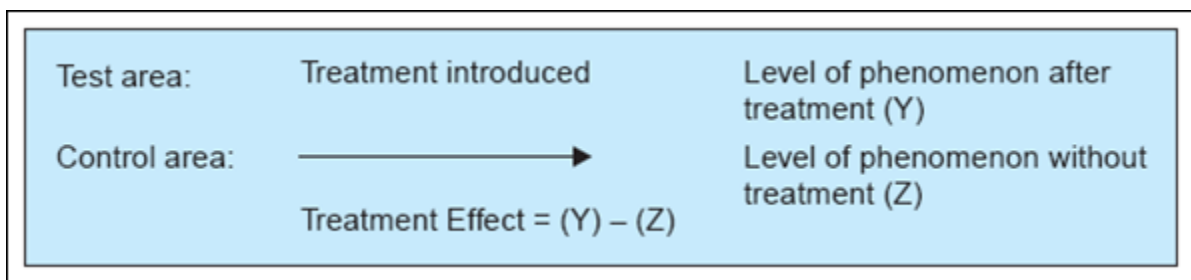 Test area: Treatment introduced Level of phenomenon after
treatment (Y)
Control area: Level of phenomenon without
treatment (Z)
Treatment Effect = (Y) – (Z)